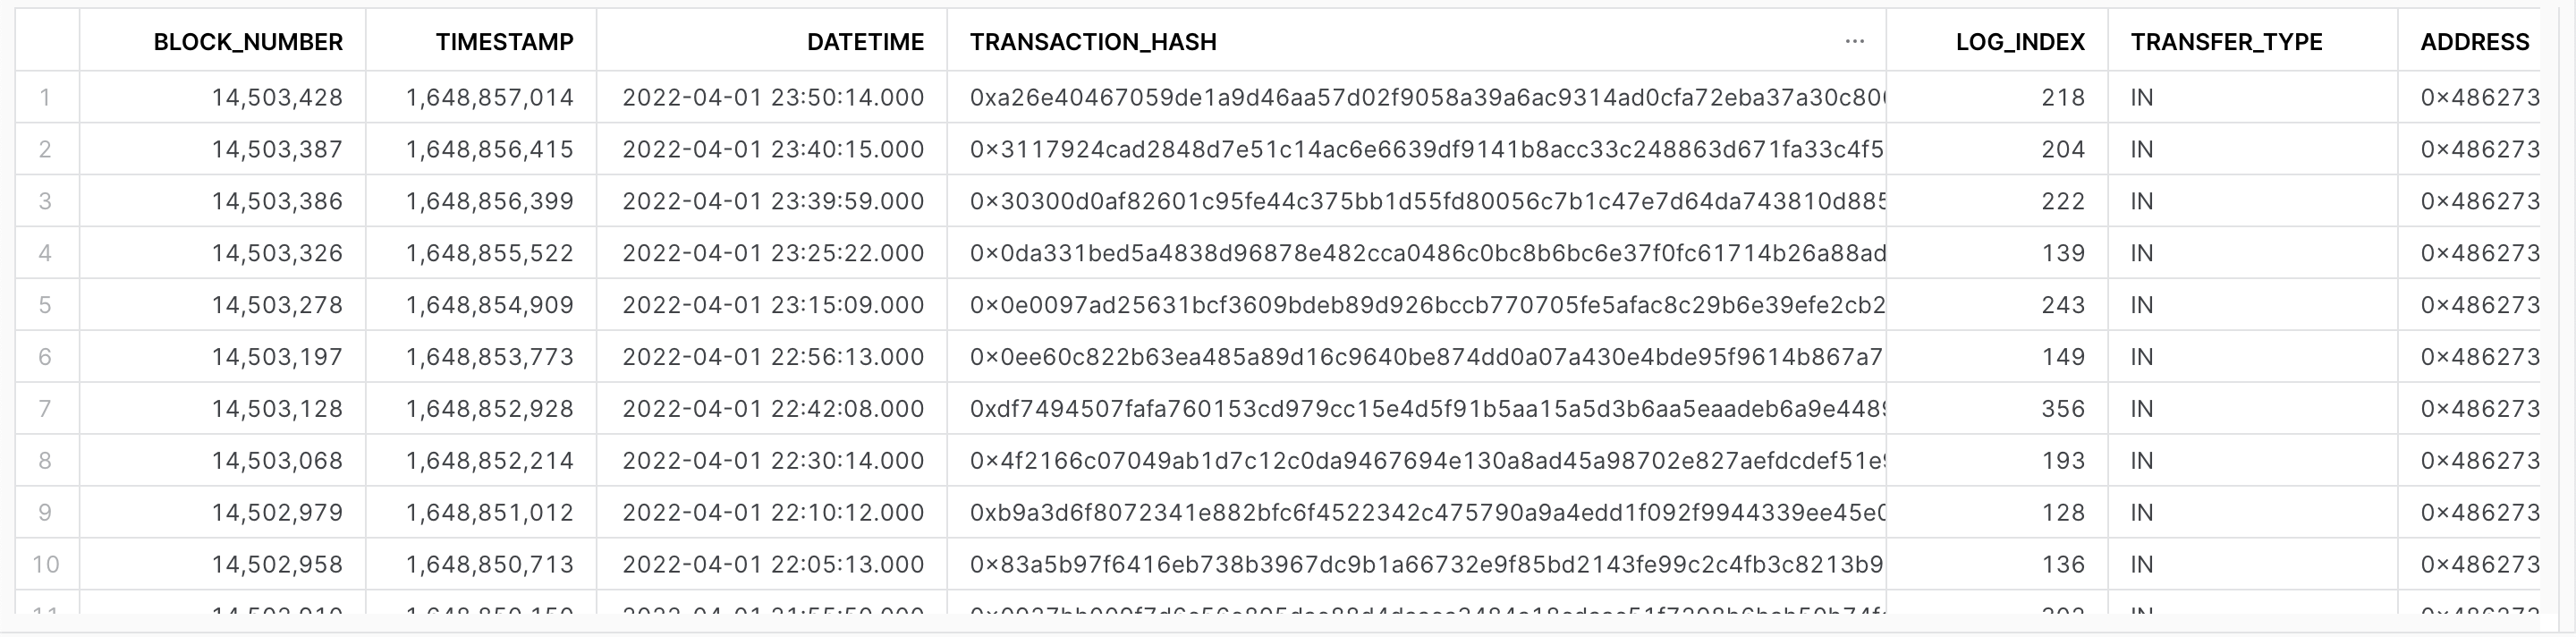 BLOCK_NUMBER TIMESTAMP DATETIME TRANSACTION_HASH ... LOG_INDEX TRANSFER_TYPE ADDRESS
1 14,503,428 1,648,857,014 2022-04-01 23:50:14.000 0xa26e40467059de1a9d46aa57d02f9058a39a6ac9314ad0cfa72eba37a30c80 218 IN 0x486273
2 14,503,387 1,648,856,415 2022-04-01 23:40:15.000 0x3117924cad2848d7e51c14ac6e6639df9141b8acc33c248863d671fa33c4f5 204 IN 0x486273
3 14,503,386 1,648,856,399 2022-04-01 23:39:59.000 0x30300d0af82601c95fe44c375bb1d55fd80056c7b1c47e7d64da743810d885 222 IN 0x486273
4 14,503,326 1,648,855,522 2022-04-01 23:25:22.000 0x0da331bed5a4838d96878e482cca0486c0bc8b6bc6e37f0fc61714b26a88ad 139 IN 0x486273
5 14,503,278 1,648,854,909 2022-04-01 23:15:09.000 0x0e0097ad25631bcf3609bdeb89d926bccb770705fe5afac8c29b6e39efe2cb2 243 IN 0x486273
6 14,503,197 1,648,853,773 2022-04-01 22:56:13.000 0x0ee60c822b63ea485a89d16c9640be874dd0a07a430e4bde95f9614b867a7 149 IN 0x486273
7 14,503,128 1,648,852,928 2022-04-01 22:42:08.000 0xdf7494507fafa760153cd979cc15e4d5f91b5aa15a5d3b6aa5eaadeb6a9e4489 356 IN 0x486273
8 14,503,068 1,648,852,214 2022-04-01 22:30:14.000 0x4f2166c07049ab1d7c12c0da9467694e130a8ad45a98702e827aefdcdef51e 193 IN 0x486273
9 14,502,979 1,648,851,012 2022-04-01 22:10:12.000 0xb9a3d6f8072341e882bfc6f4522342c475790a9a4edd1f092f9944339ee45e0 128 IN 0x486273
10 14,502,958 1,648,850,713 2022-04-01 22:05:13.000 0x83a5b97f6416eb738b3967dc9b1a66732e9f85bd2143fe99c2c4fb3c8213b9 136 IN 0x486273